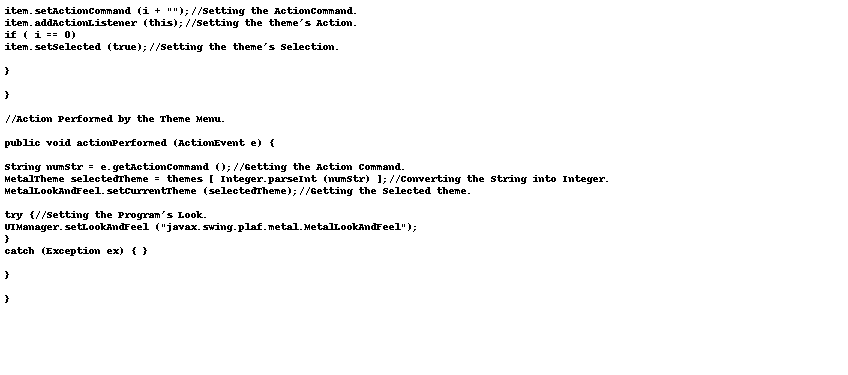 item.setActionCommand (i + "");//Setting the ActionCommand.
item.addActionListener (this);//Setting the theme's Action.
if ( i == 0)
item.setSelected (true);//Setting the theme's Selection.
}
}
//Action Performed by the Theme Menu.
public void actionPerformed (ActionEvent e) {
String numStr = e.getActionCommand ();//Getting the Action Command.
MetalTheme selectedTheme = themes [ Integer.parseInt (numStr) ];//Converting the String into Integer.
MetalLookAndFeel.setCurrentTheme (selectedTheme);//Getting the Selected theme.
try {//Setting the Program's Look.
UIManager.setLookAndFeel ("javax.swing.plaf.metal.MetalLookAndFeel");
}
catch (Exception ex) { }
}
}